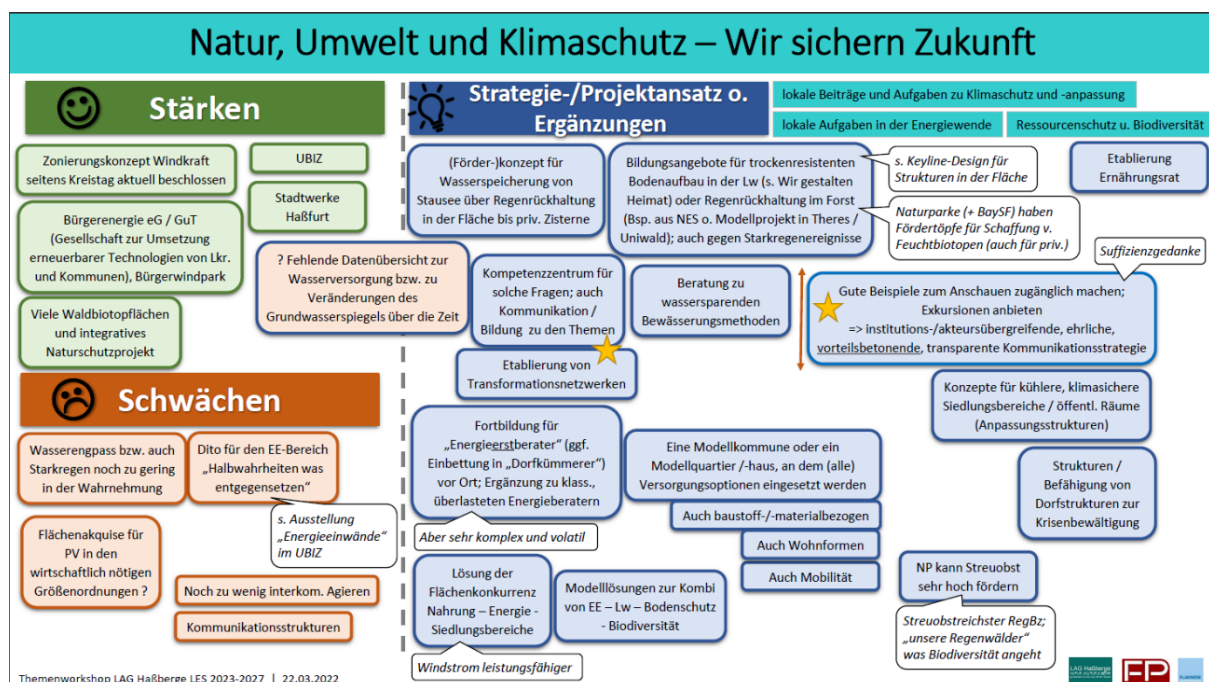 Natur, Umwelt und Klimaschutz – Wir sichern Zukunft
Stärken
Zonierungskonzept Windkraft
seitens Kreistag aktuell beschlossen
UBIZ
Stadtwerke
Haßfurt
Bürgerenergie eG / GuT
(Gesellschaft zur Umsetzung
erneuerbarer Technologien von Lkr.
und Kommunen), Bürgerwindpark
Viele Waldbiotopflächen
und integratives
Naturschutzprojekt
? Fehlende Datenübersicht zur
Wasserversorgung bzw. zu
Veränderungen des
Grundwasserspiegels über die Zeit
Schwächen
Wasserengpass bzw. auch
Starkregen noch zu gering
in der Wahrnehmung
Dito für den EE-Bereich
„Halbwahrheiten was
entgegensetzen“
s. Ausstellung
„Energieeinwände“
im UBIZ
Flächenakquise für
PV in den
wirtschaftlich nötigen
Größenordnungen ?
Noch zu wenig interkom. Agieren
Kommunikationsstrukturen
Strategie-/Projektansatz o.
Ergänzungen
lokale Beiträge und Aufgaben zu Klimaschutz und -anpassung
lokale Aufgaben in der Energiewende
Ressourcenschutz u. Biodiversität
(Förder-)konzept für
Wasserspeicherung von
Stausee über Regenrückhaltung
in der Fläche bis priv. Zisterne
Bildungsangebote für trockenresistenten
Bodenaufbau in der Lw (s. Wir gestalten
Heimat) oder Regenrückhaltung im Forst
(Bsp. aus NES o. Modellprojekt in Theres /
Uniwald); auch gegen Starkregenereignisse
s. Keyline-Design für
Strukturen in der Fläche
Naturparke (+ BaySF) haben
Fördertöpfe für Schaffung v.
Feuchtbiotopen (auch für priv.)
Etablierung
Ernährungsrat
Suffizienzgedanke
Kompetenzzentrum für
solche Fragen; auch
Kommunikation /
Bildung zu den Themen
Beratung zu
wassersparenden
Bewässerungsmethoden
Gute Beispiele zum Anschauen zugänglich machen;
Exkursionen anbieten
=> institutions-/akteursübergreifende, ehrliche,
vorteilsbetonende, transparente Kommunikationsstrategie
Etablierung von
Transformationsnetzwerken
Konzepte für kühlere, klimasichere
Siedlungsbereiche / öffentl. Räume
(Anpassungsstrukturen)
Fortbildung für
„Energieerstberater“ (ggf.
Einbettung in „Dorfkümmerer“)
vor Ort; Ergänzung zu klass.,
überlasteten Energieberatern
Aber sehr komplex und volatil
Eine Modellkommune oder ein
Modellquartier /-haus, an dem (alle)
Versorgungsoptionen eingesetzt werden
Auch baustoff-/-materialbezogen
Auch Wohnformen
Auch Mobilität
Strukturen /
Befähigung von
Dorfstrukturen zur
Krisenbewältigung
Lösung der
Flächenkonkurrenz
Nahrung – Energie -
Siedlungsbereiche
Windstrom leistungsfähiger
Modelllösungen zur Kombi
von EE – Lw – Bodenschutz
- Biodiversität
NP kann Streuobst
sehr hoch fördern
Streuobstreichster RegBz;
„unsere Regenwälder“
was Biodiversität angeht
Themenworkshop LAG Haßberge LES 2023-2027 | 22.03.2022
LAG Haßberge